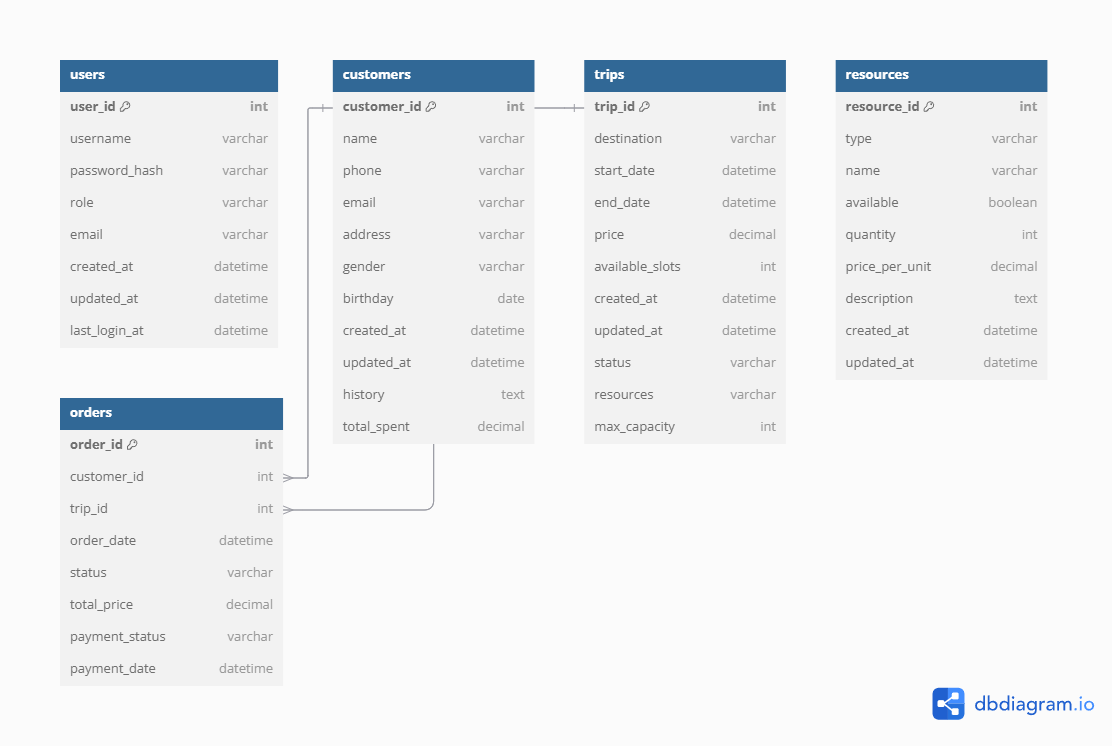 users
user_id int
username varchar
password_hash varchar
role varchar
email varchar
created_at datetime
updated_at datetime
last_login_at datetime
customers
customer_id int
name varchar
phone varchar
email varchar
address varchar
gender varchar
birthday date
created_at datetime
updated_at datetime
history text
total_spent decimal
trips
trip_id int
destination varchar
start_date datetime
end_date datetime
price decimal
available_slots int
created_at datetime
updated_at datetime
status varchar
resources varchar
max_capacity int
resources
resource_id int
type varchar
name varchar
available boolean
quantity int
price_per_unit decimal
description text
created_at datetime
updated_at datetime
orders
order_id int
customer_id int
trip_id int
order_date datetime
status varchar
total_price decimal
payment_status varchar
payment_date datetime
dbdiagram.io